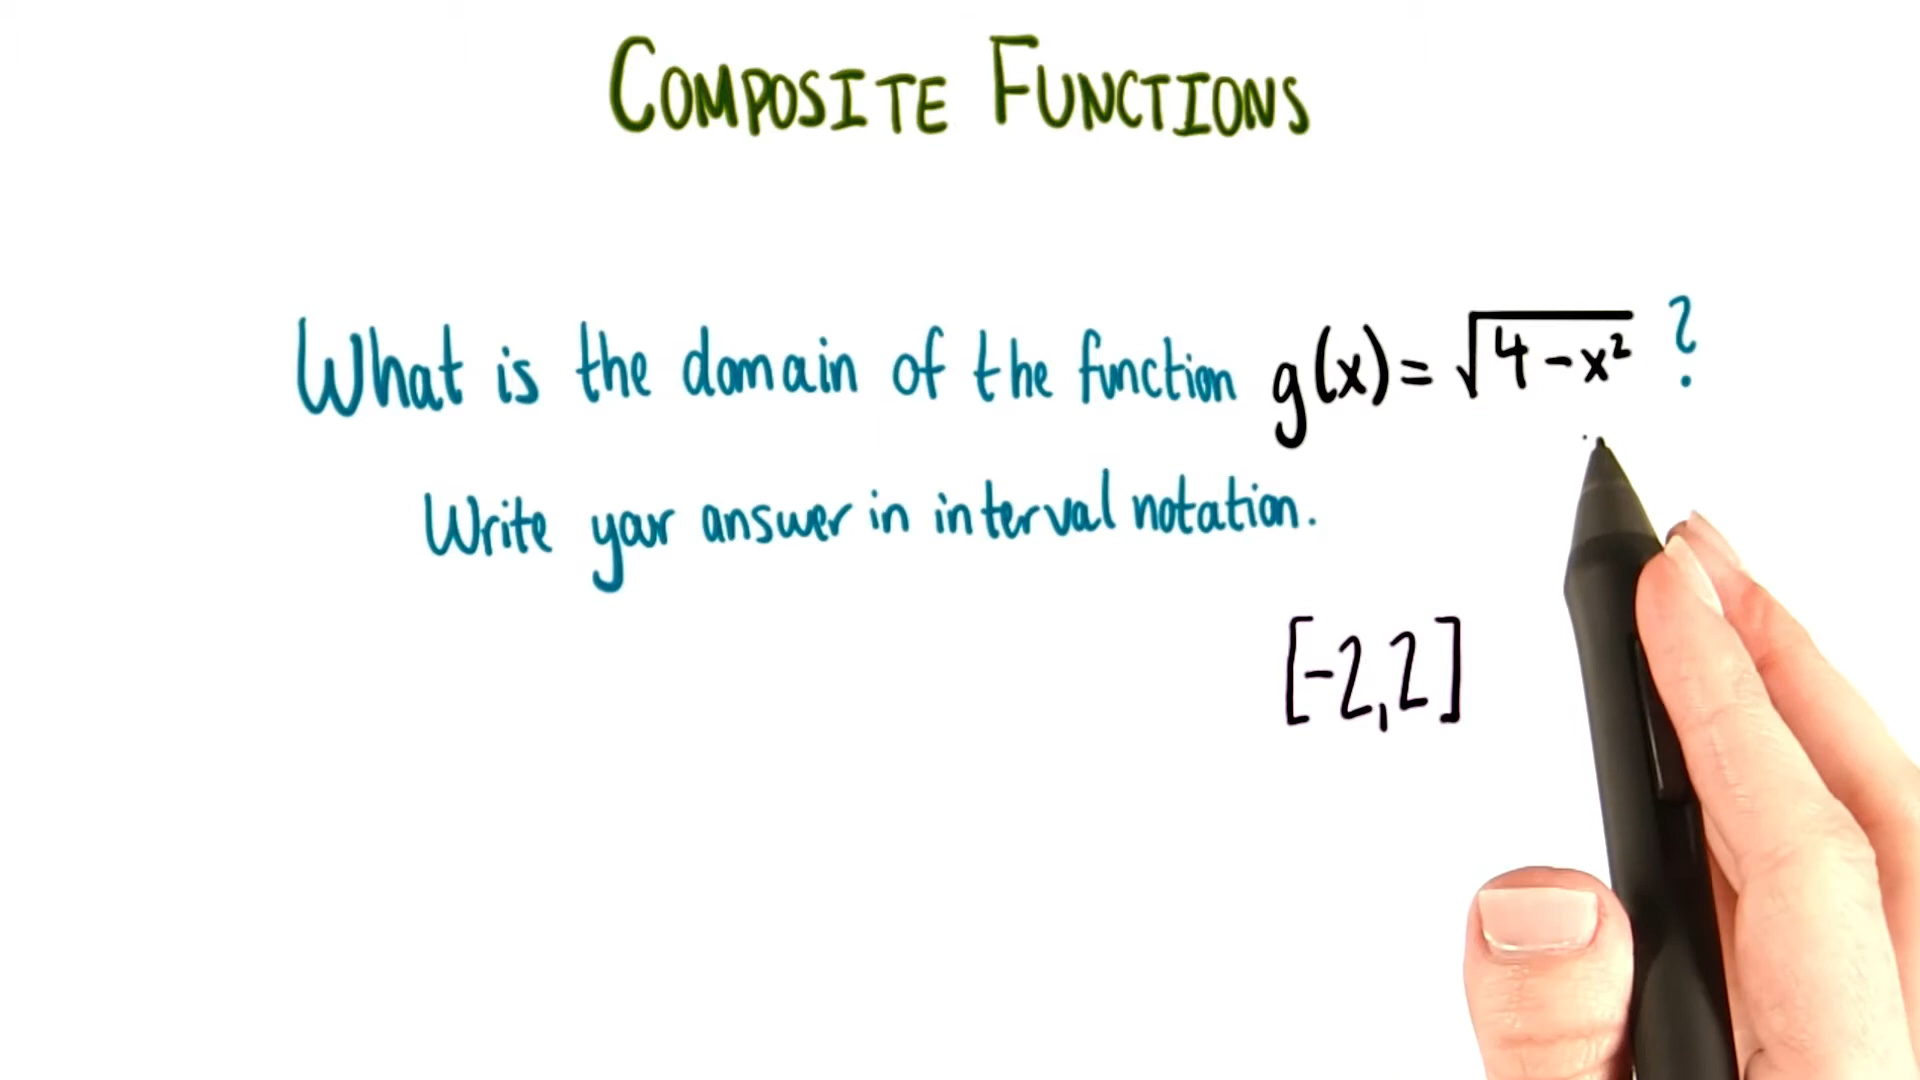 COMPOSITE FUNCTIONS
What is the domain of the function g(x) = √(4-x²) ?
Write your answer in interval notation.
[-2,2]